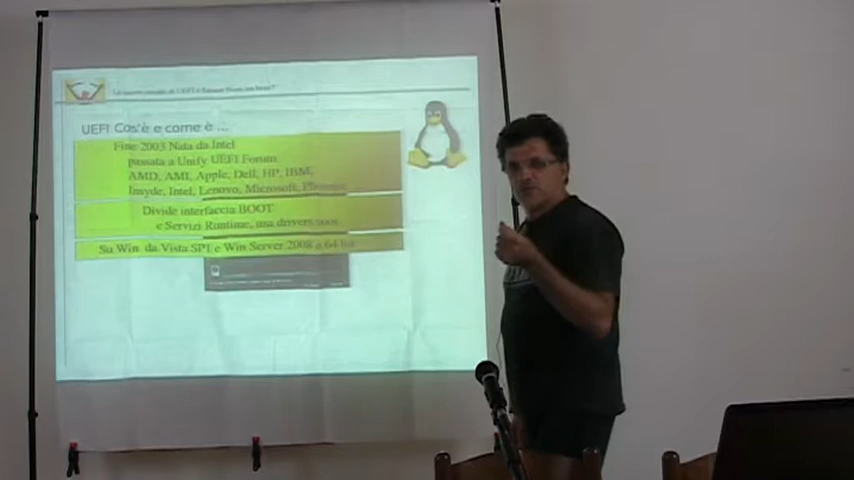 UEFI Cos'è e come è ...
Fine 2003 Nata da Intel
passata a Unify UEFI Forum
AMD, AMI, Apple, Dell, HP, IBM,
Insyde, Intel, Lenovo, Microsoft, Phoenix
Divide interfaccia BOOT
e Servizi Runtime, usa drivers
Su Win da Vista SP1 e Win Server 2008 a 64 bit